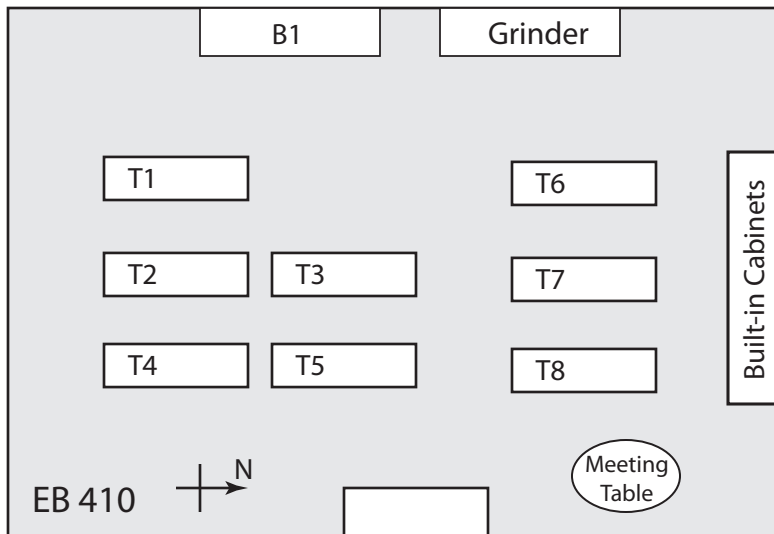 B1
Grinder
T1
T6
T2
T3
T7
Built-in Cabinets
T4
T5
T8
Meeting
Table
N
EB 410